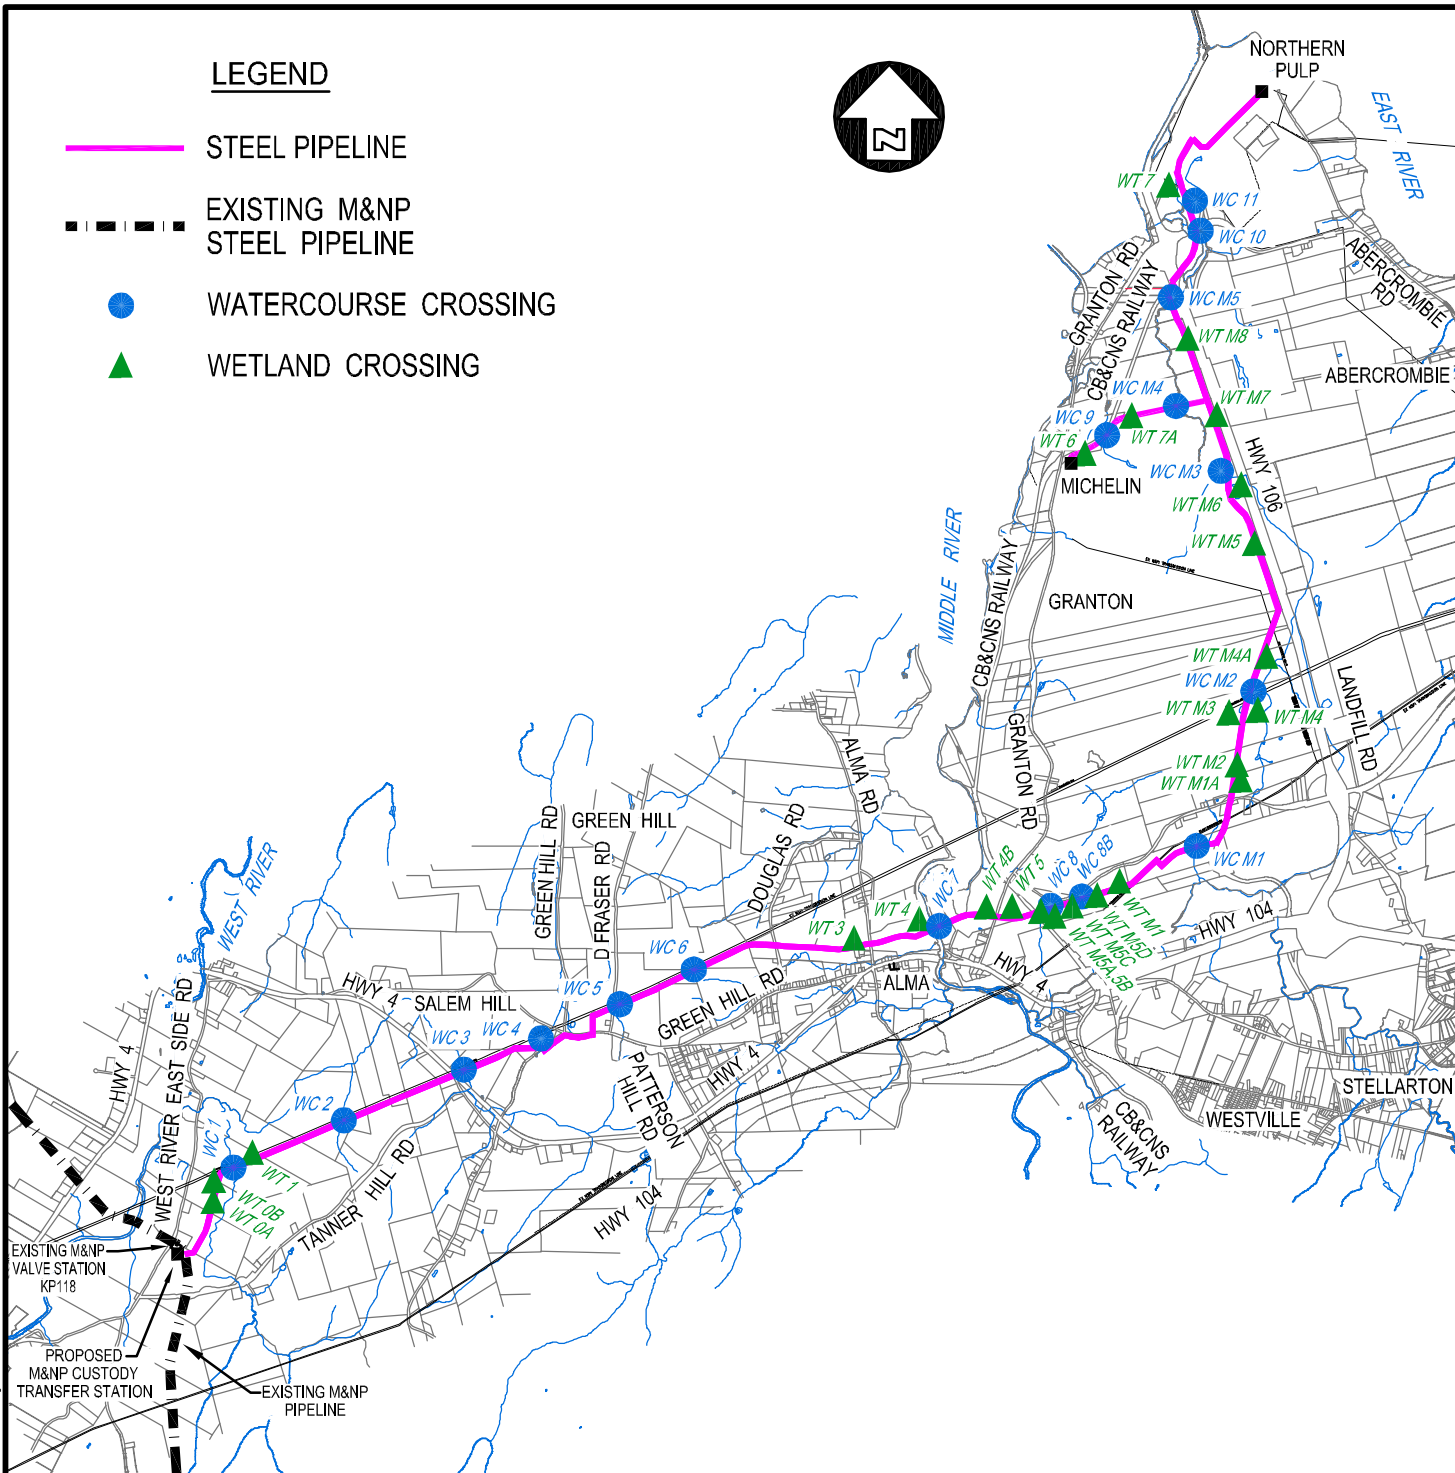 LEGEND
STEEL PIPELINE
EXISTING M&NP
STEEL PIPELINE
WATERCOURSE CROSSING
WETLAND CROSSING
N
NORTHERN
PULP
EAST RIVER
WT 7
WC 11
WC 10
GRANTON RD
CB&CNS RAILWAY
ABERCROMBIE
RD
WC M5
WT M8
ABERCROMBIE
WC M4
WT M7
WC 9
WT 6
WT 7A
HWY 106
WC M3
MICHELIN
WT M6
WT M5
MIDDLE RIVER
CB&CNS RAILWAY
GRANTON
WT M4A
WC M2
WT M3
WT M4
LANDFILL RD
GRANTON RD
ALMA RD
WT M2
WT M1A
GREEN HILL RD
GREEN HILL
D FRASER RD
DOUGLAS RD
WC M1
WT 4B
WT 5
WC 8
WC 8B
WC 7
WT 4
WT 3
WT M1
WT M5D
WT M5C
WT M5A, 5B
HWY 104
WEST RIVER
WEST RIVER EAST SIDE RD
HWY 4
SALEM HILL
WC 6
WC 5
WC 4
WC 3
GREEN HILL RD
ALMA
HWY 4
HWY 4
HWY 4
PATTERSON
HILL RD
STELLARTON
WESTVILLE
CB&CNS
RAILWAY
WC 2
WC 1
WT 1
WT 0B
WT 0A
TANNER HILL RD
HWY 104
EXISTING M&NP
VALVE STATION
KP118
PROPOSED
M&NP CUSTODY
TRANSFER STATION
EXISTING M&NP
PIPELINE